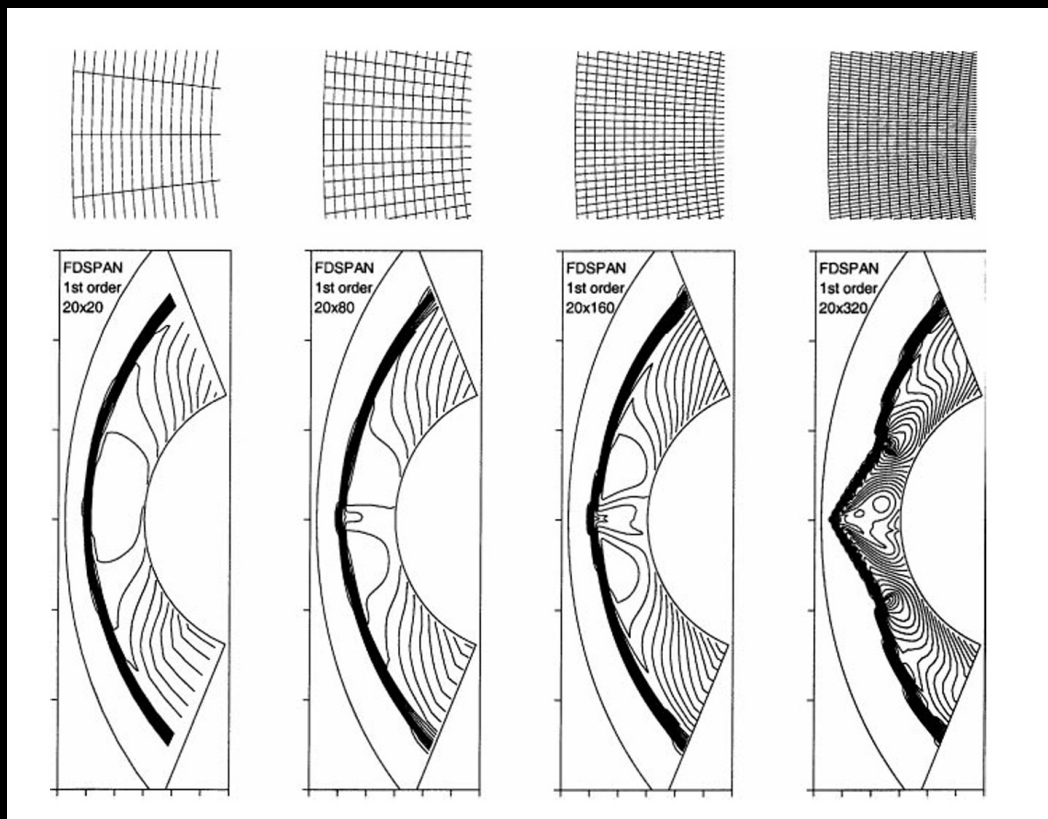 FDSPAN
1st order
20x20
FDSPAN
1st order
20x80
FDSPAN
1st order
20x160
FDSPAN
1st order
20x320